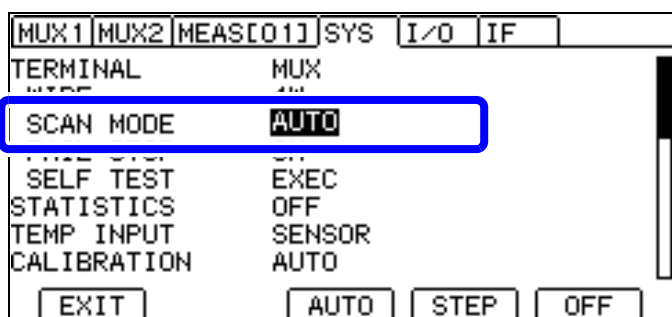 MUX1 MUX2 MEAS[01] SYS I/O IF
TERMINAL MUX
SCAN MODE AUTO
SELF TEST EXEC
STATISTICS OFF
TEMP INPUT SENSOR
CALIBRATION AUTO
EXIT AUTO STEP OFF